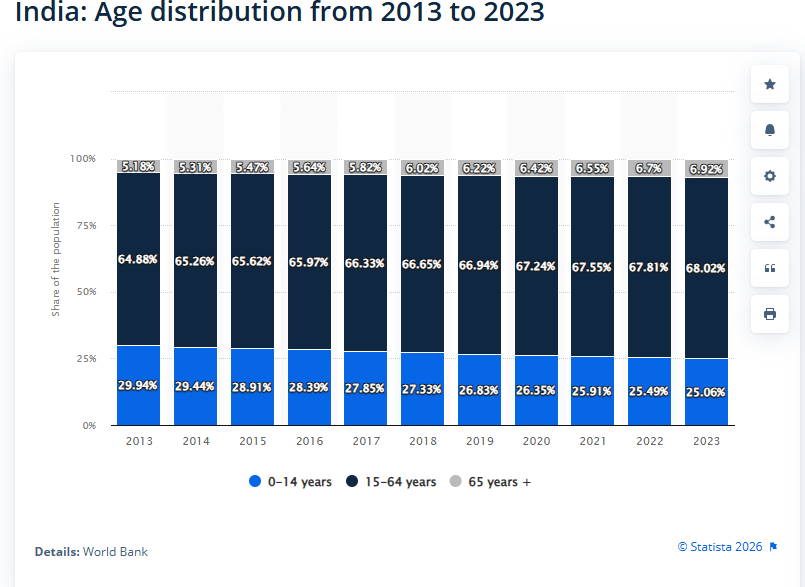 India: Age distribution from 2013 to 2023
Share of the population
100%
75%
50%
25%
0%
5.18% 5.31% 5.47% 5.64% 5.82% 6.02% 6.22% 6.42% 6.55% 6.7% 6.92%
64.88% 65.26% 65.62% 65.97% 66.33% 66.65% 66.94% 67.24% 67.55% 67.81% 68.02%
29.94% 29.44% 28.91% 28.39% 27.85% 27.33% 26.83% 26.35% 25.91% 25.49% 25.06%
2013 2014 2015 2016 2017 2018 2019 2020 2021 2022 2023
0–14 years 15–64 years 65 years +
Details: World Bank
© Statista 2026